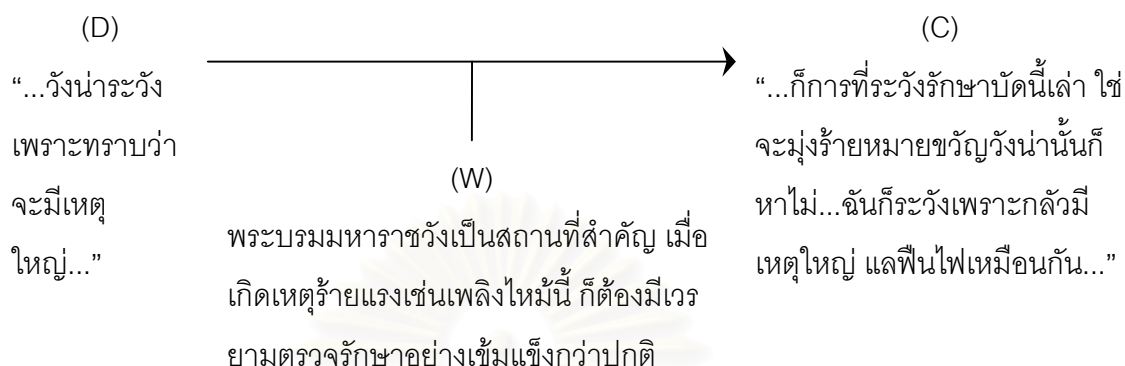 (D)
“...วังน่าระวัง
เพราะทราบว่า
จะมีเหตุ
ใหญ่...”
(W)
พระบรมมหาราชวังเป็นสถานที่สำคัญ เมื่อ
เกิดเหตุร้ายแรงเช่นเพลิงไหม้นี้ ก็ต้องมีเวร
ยามตรวจรักษาอย่างเข้มแข็งกว่าปกติ
(C)
“...ก็การที่ระวังรักษาบัดนี้เล่า ใช่
จะมุ่งร้ายหมายขวัญวังน่านั้นก็
หาไม่...ฉันก็ระวังเพราะกลัวมี
เหตุใหญ่ แลฟืนไฟเหมือนกัน...”